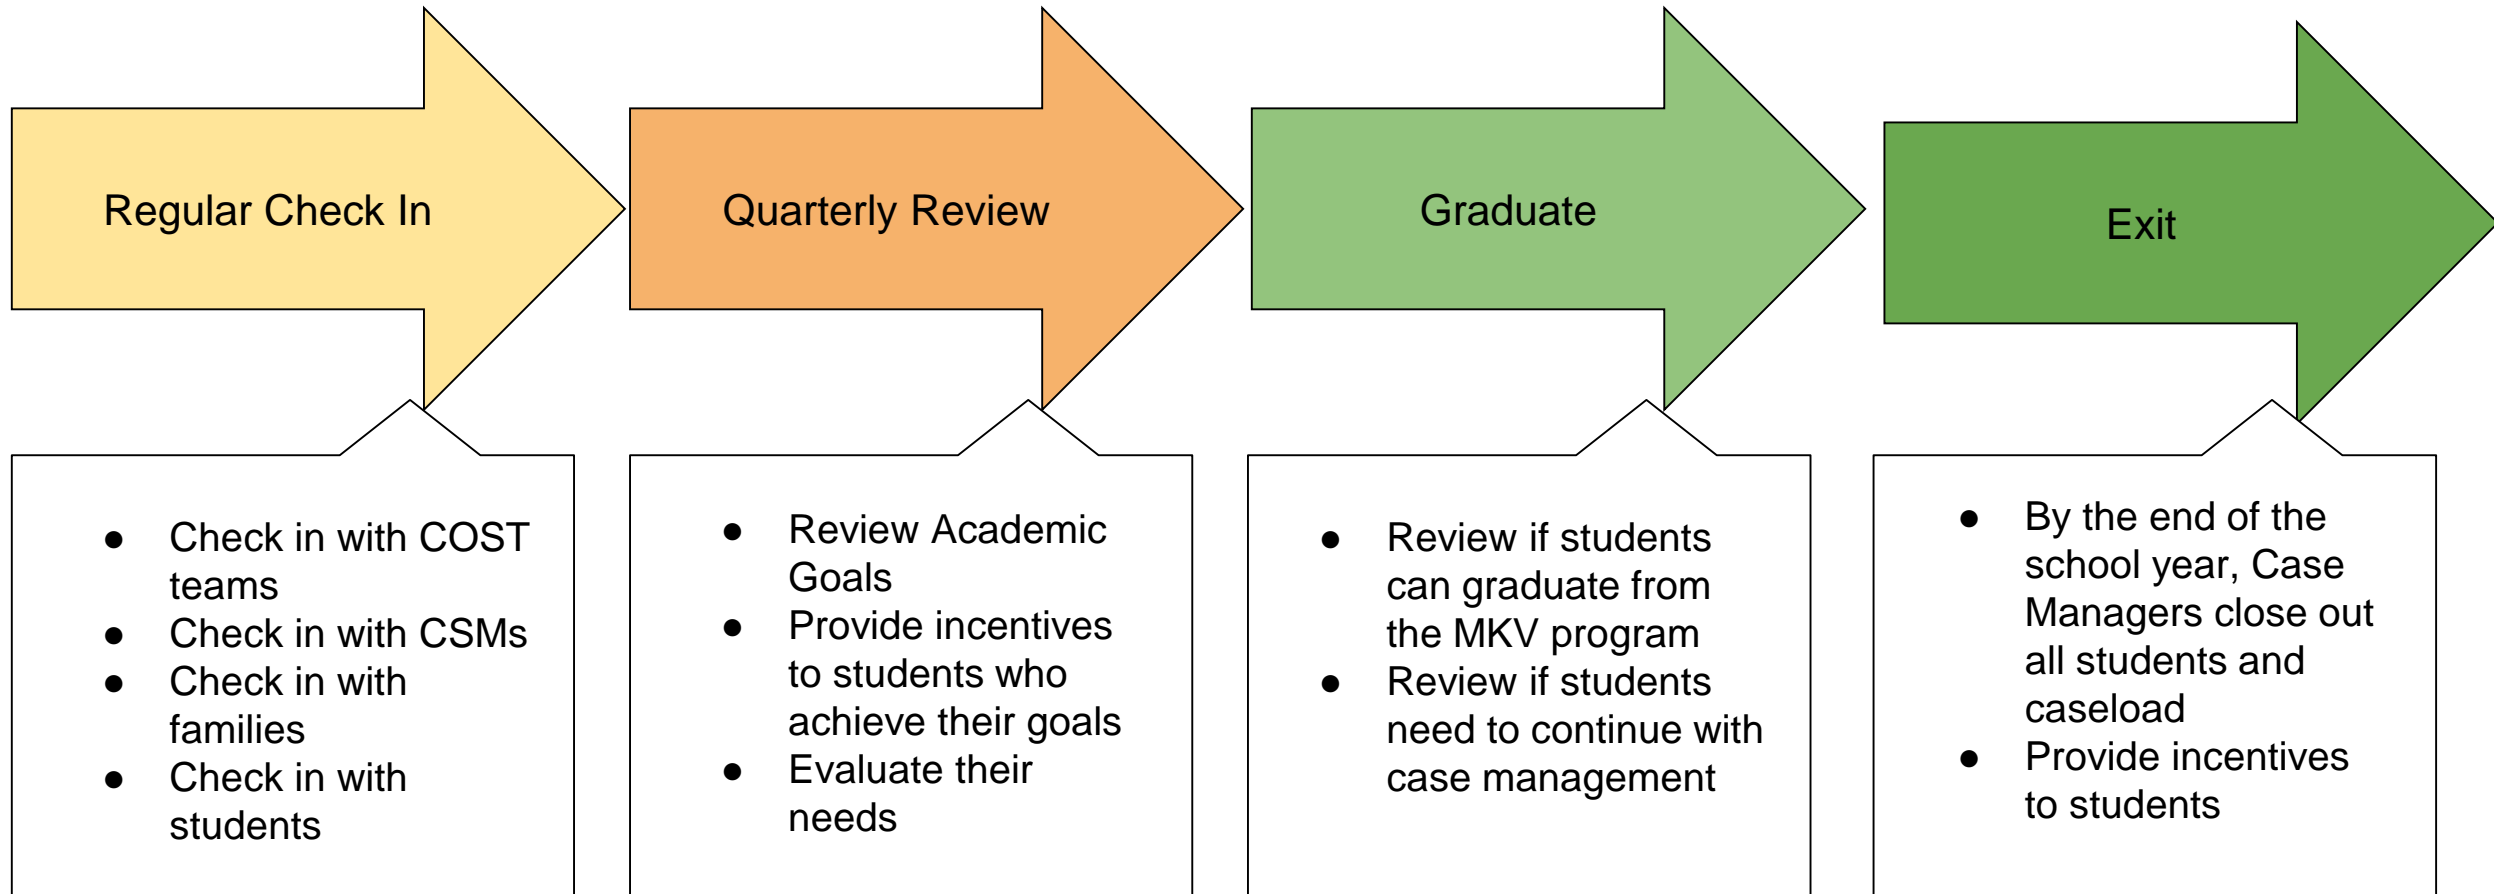 Regular Check In
Quarterly Review
Graduate
Exit
● Check in with COST
teams
● Check in with CSMs
● Check in with
families
● Check in with
students
● Review Academic
Goals
● Provide incentives
to students who
achieve their goals
● Evaluate their
needs
● Review if students
can graduate from
the MKV program
● Review if students
need to continue with
case management
● By the end of the
school year, Case
Managers close out
all students and
caseload
● Provide incentives
to students